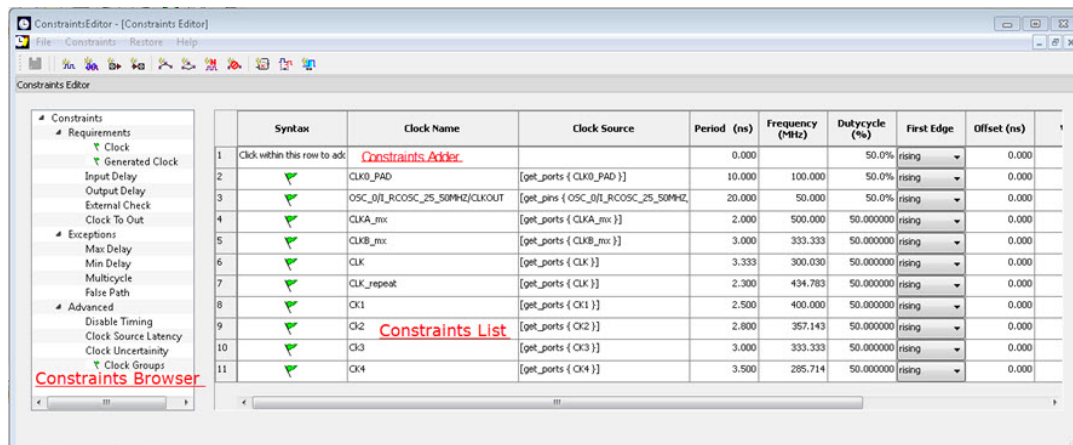 ConstraintsEditor - [Constraints Editor]
File Constraints Restore Help
Constraints Editor
Constraints
Requirements
Clock
Generated Clock
Input Delay
Output Delay
External Check
Clock To Out
Exceptions
Max Delay
Min Delay
Multicycle
False Path
Advanced
Disable Timing
Clock Source Latency
Clock Uncertainity
Clock Groups
Constraints Browser
Syntax Clock Name Clock Source Period (ns) Frequency (MHz) Dutycycle (%) First Edge Offset (ns)
1 Click within this row to adc Constraints Adder 0.000 50.0% rising 0.000
2 CLK0_PAD [get_ports { CLK0_PAD }] 10.000 100.000 50.0% rising 0.000
3 OSC_0/I_RCOSC_25_50MHZ/CLKOUT [get_pins { OSC_0/I_RCOSC_25_50MHZ, 20.000 50.000 50.0% rising 0.000
4 CLKA_mx [get_ports { CLKA_mx }] 2.000 500.000 50.000000 rising 0.000
5 CLKB_mx [get_ports { CLKB_mx }] 3.000 333.333 50.000000 rising 0.000
6 CLK [get_ports { CLK }] 3.333 300.030 50.000000 rising 0.000
7 CLK_repeat [get_ports { CLK }] 2.300 434.783 50.000000 rising 0.000
8 CK1 [get_ports { CK1 }] 2.500 400.000 50.000000 rising 0.000
9 Ck2 [get_ports { CK2 }] 2.800 357.143 50.000000 rising 0.000
Constraints List
10 Ck3 [get_ports { CK3 }] 3.000 333.333 50.000000 rising 0.000
11 CK4 [get_ports { CK4 }] 3.500 285.714 50.000000 rising 0.000